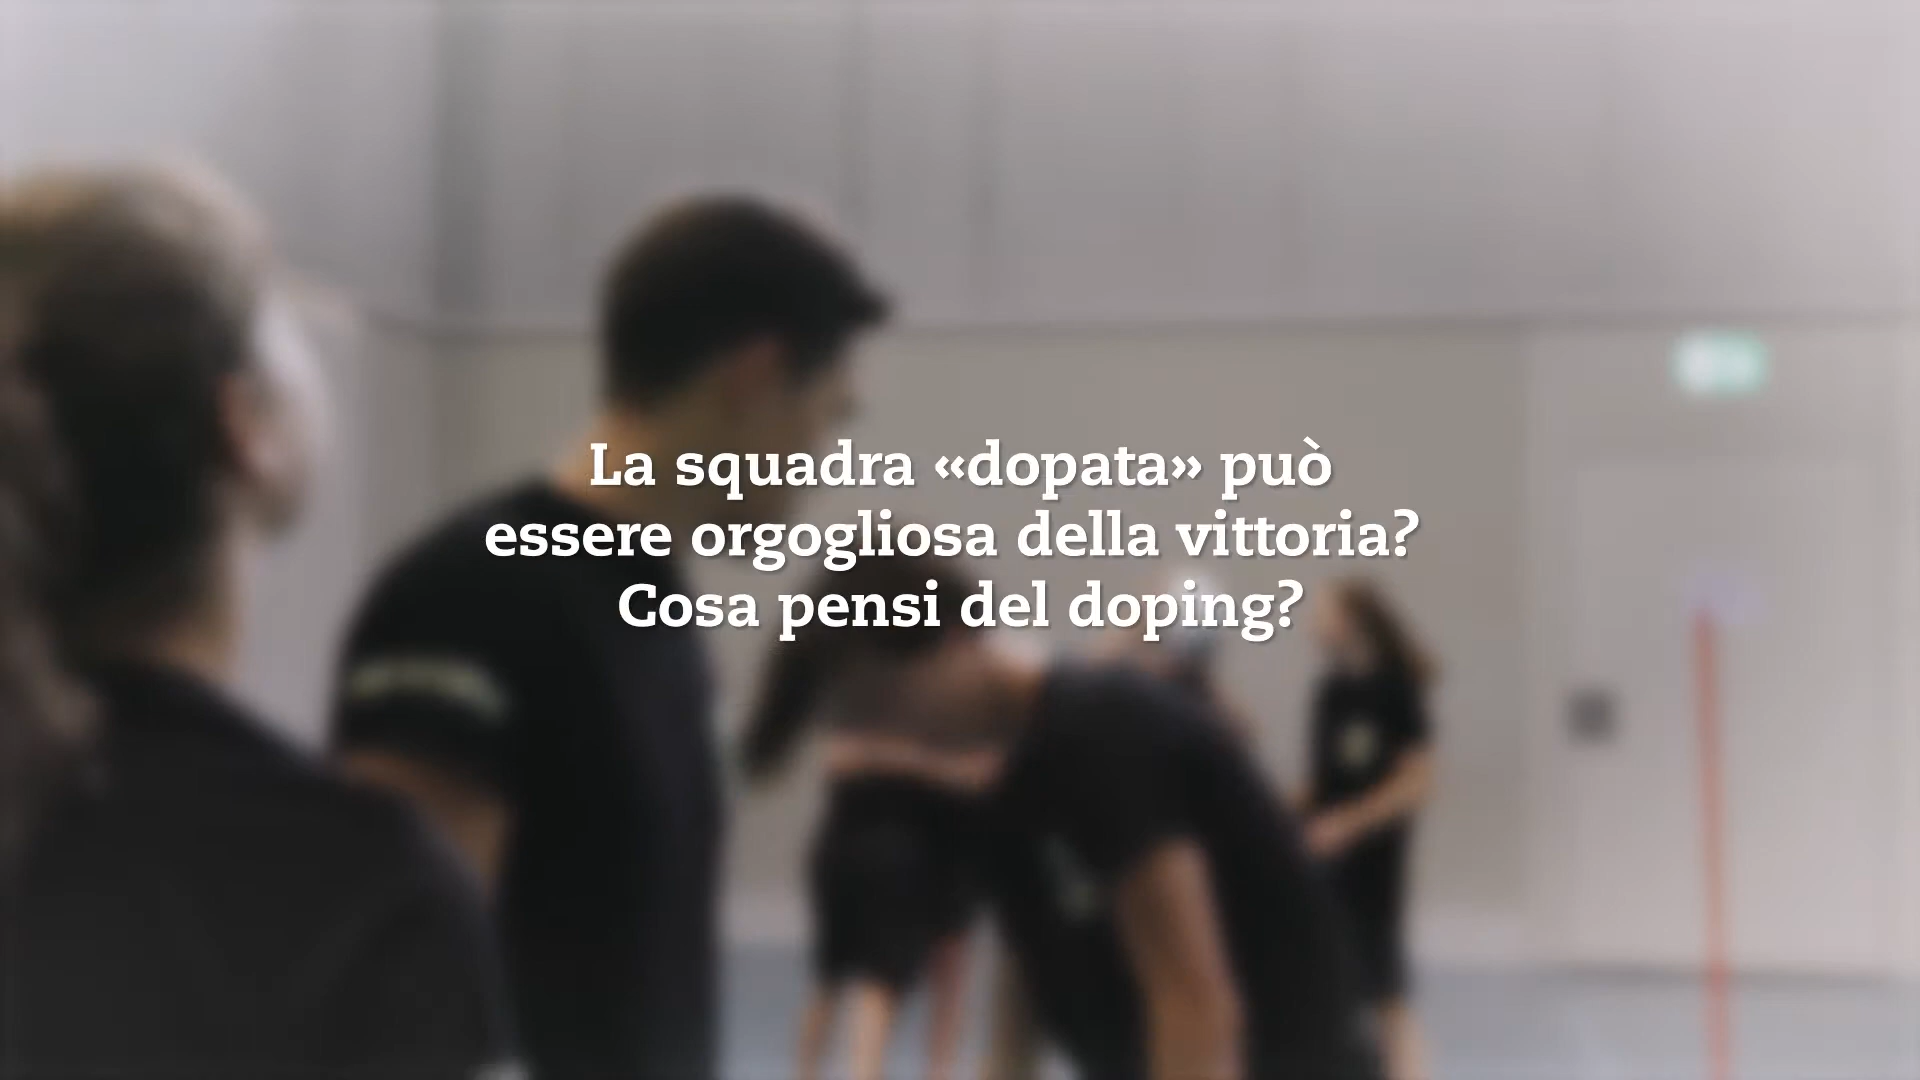 La squadra «dopata» può
essere orgogliosa della vittoria?
Cosa pensi del doping?